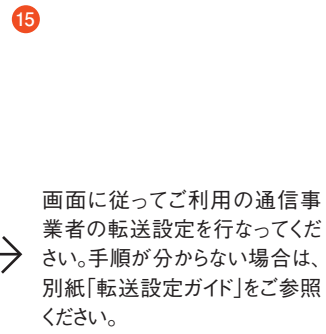 15
画面に従ってご利用の通信事
業者の転送設定を行なってくだ
さい。手順が分からない場合は、
別紙「転送設定ガイド」をご参照
ください。